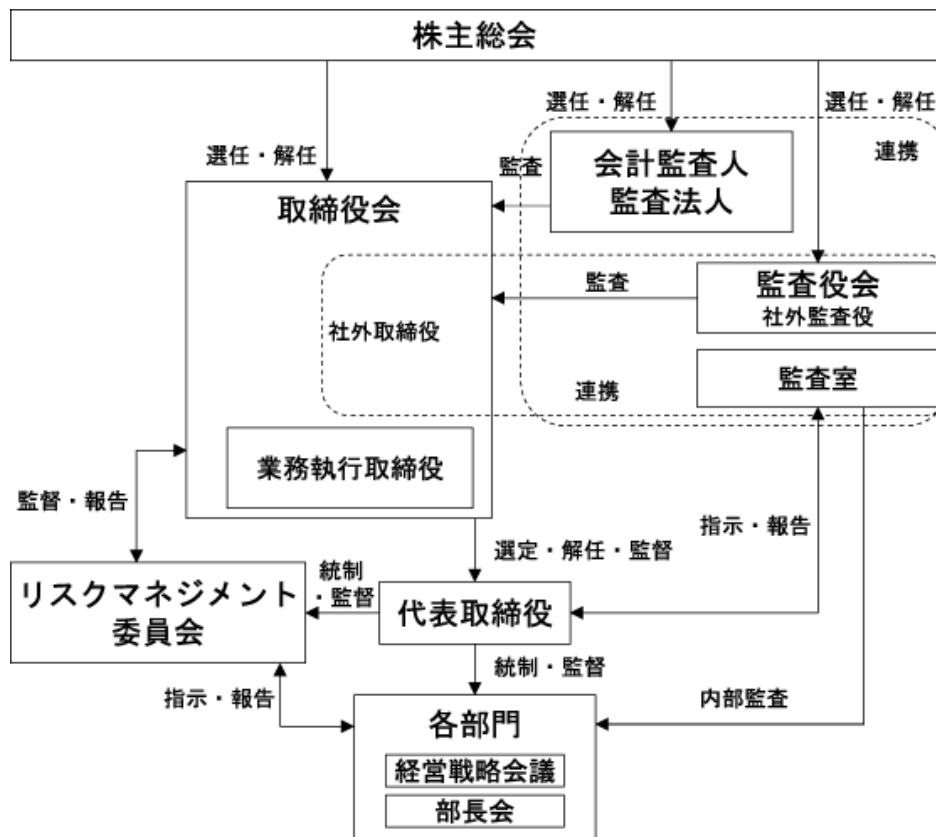 株主総会
選任・解任
選任・解任
選任・解任
連携
会計監査人
監査法人
監査
取締役会
監査役会
社外監査役
監査
社外取締役
監査室
連携
業務執行取締役
監督・報告
指示・報告
選定・解任・監督
リスクマネジメント
委員会
統制
・監督
代表取締役
統制・監督
指示・報告
内部監査
各部門
経営戦略会議
部長会